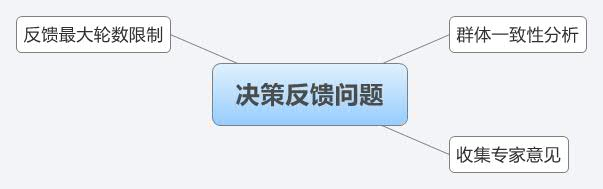 反馈最大轮数限制
群体一致性分析
决策反馈问题
收集专家意见